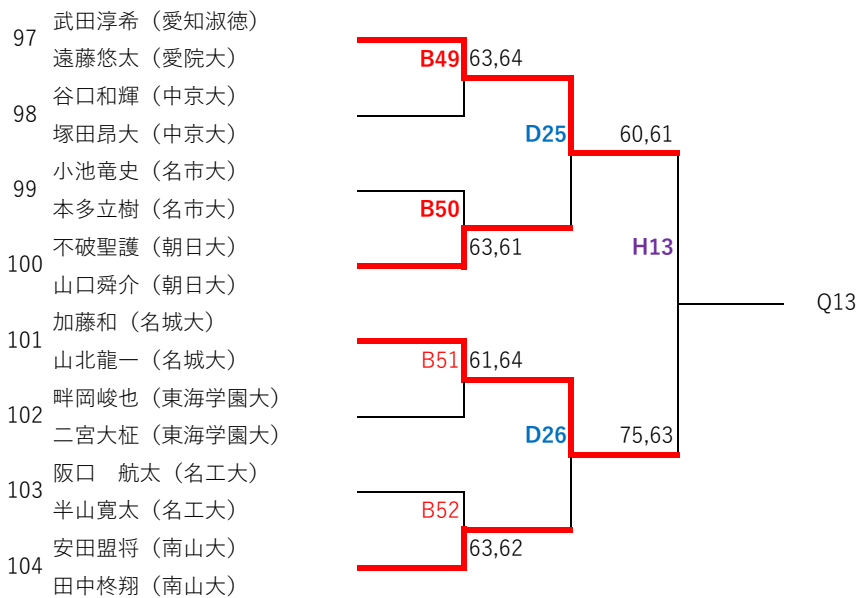 武田淳希（愛知淑徳）
97
遠藤悠太（愛院大） B49 63,64
谷口和輝（中京大）
98
塚田昂大（中京大） D25 60,61
小池竜史（名市大）
99
本多立樹（名市大） B50
不破聖護（朝日大） 63,61 H13
100
山口舜介（朝日大）
Q13
加藤和（名城大）
101
山北龍一（名城大） B51 61,64
畔岡峻也（東海学園大）
102
二宮大柾（東海学園大） D26 75,63
阪口　航太（名工大）
103
半山寛太（名工大） B52
安田盟将（南山大） 63,62
104
田中柊翔（南山大）